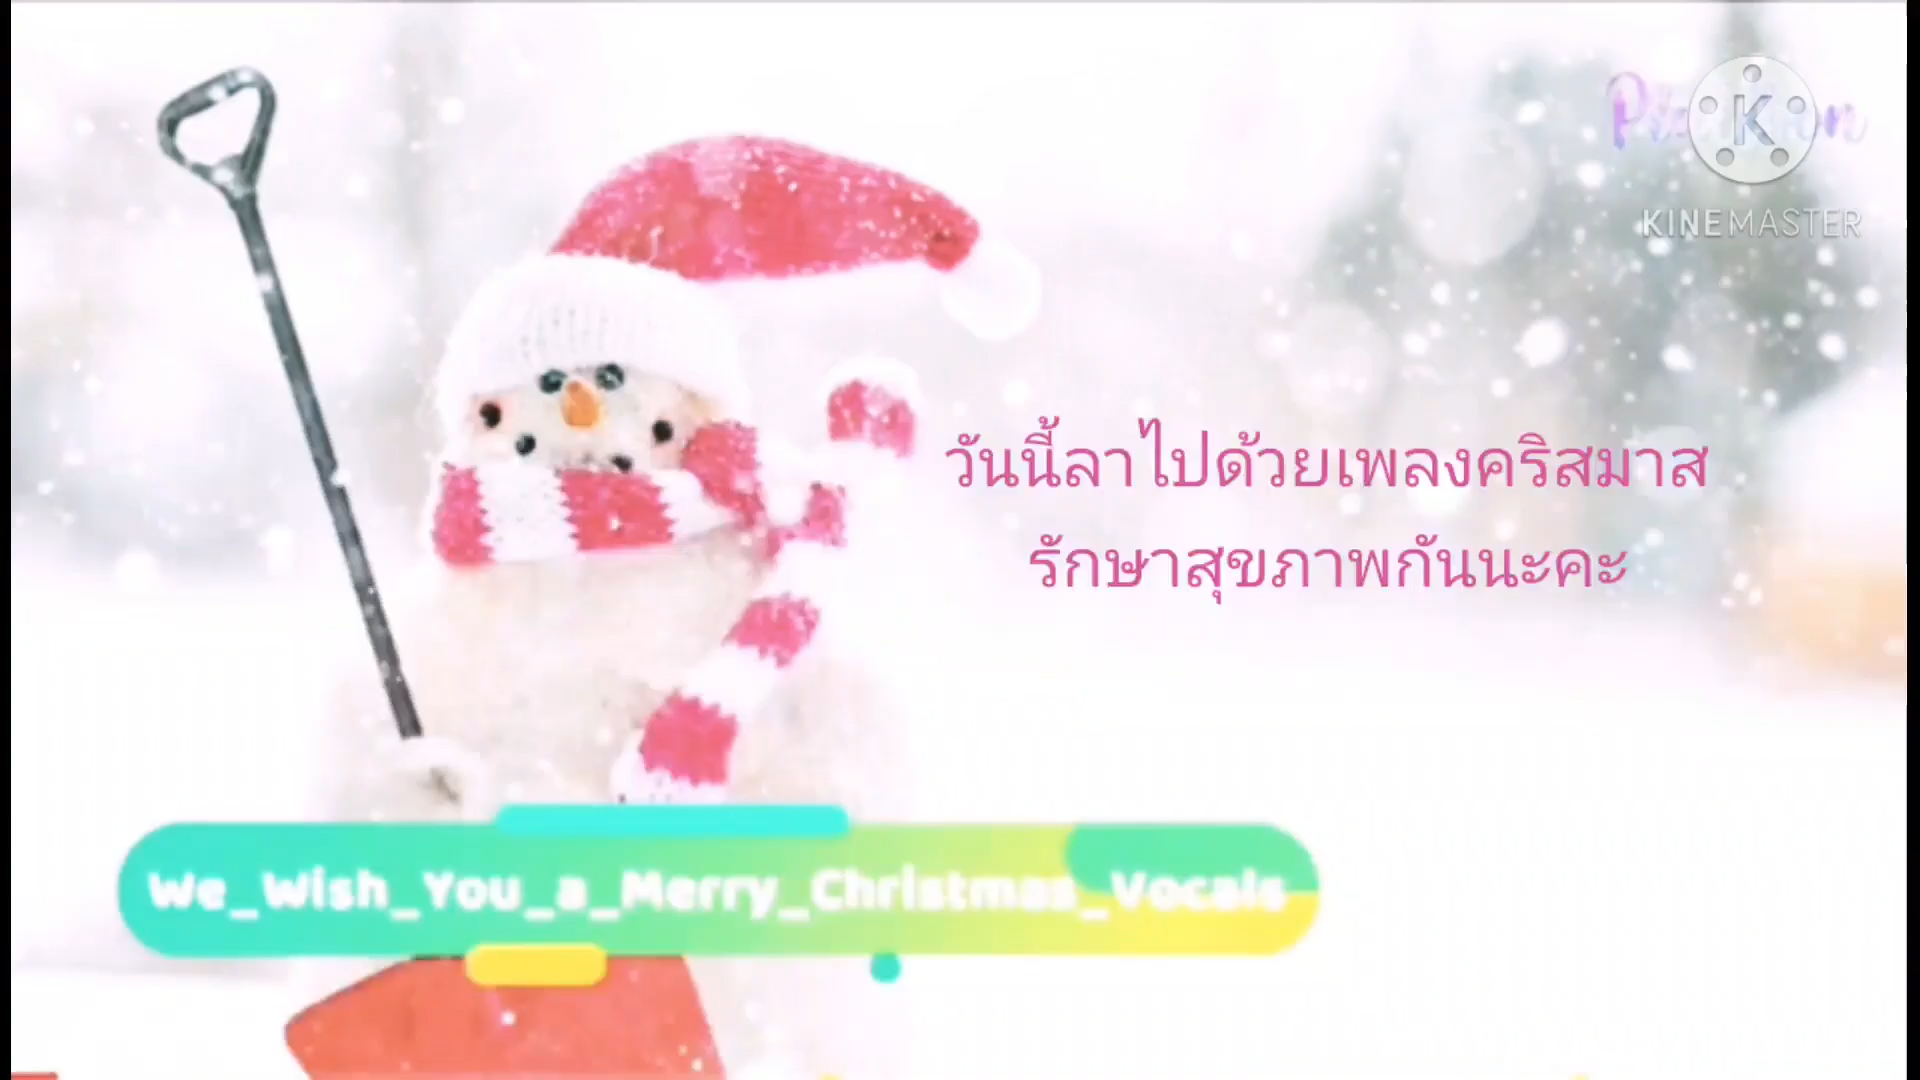 K
KINEMASTER
วันนี้ลาไปด้วยเพลงคริสมาส
รักษาสุขภาพกันนะคะ
We_Wish_You_a_Merry_Christmas_Vocals